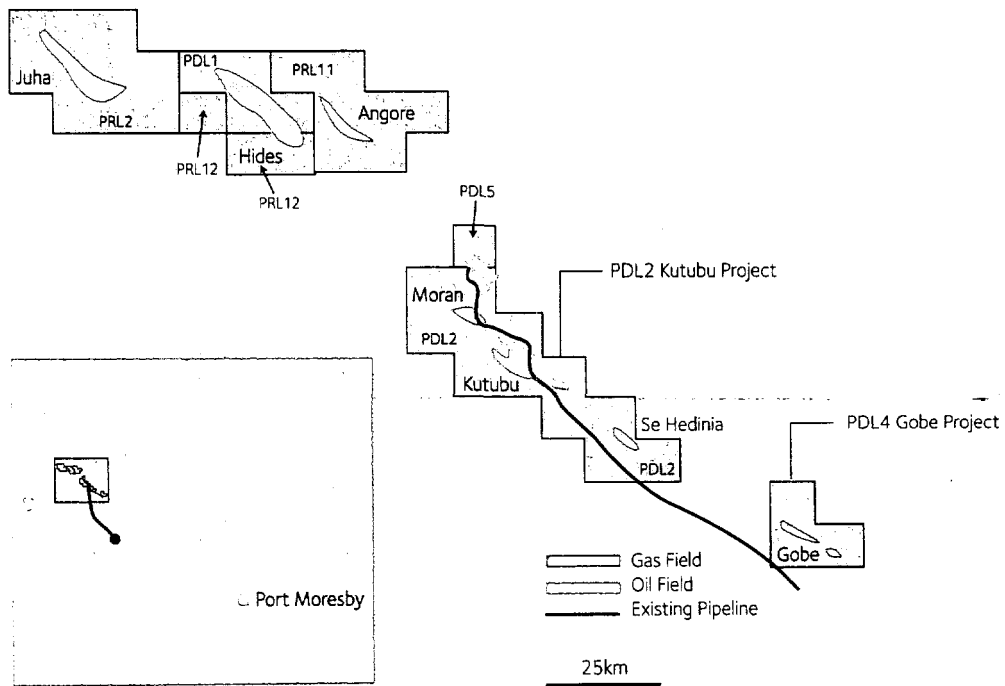 Juha
PDL1
PRL11
Angore
PRL2
Hides
PRL12
PRL12
PDL5
PDL2 Kutubu Project
Moran
PDL2
Kutubu
Se Hedinia
PDL4 Gobe Project
PDL2
Gobe
Gas Field
Oil Field
Existing Pipeline
Port Moresby
25km